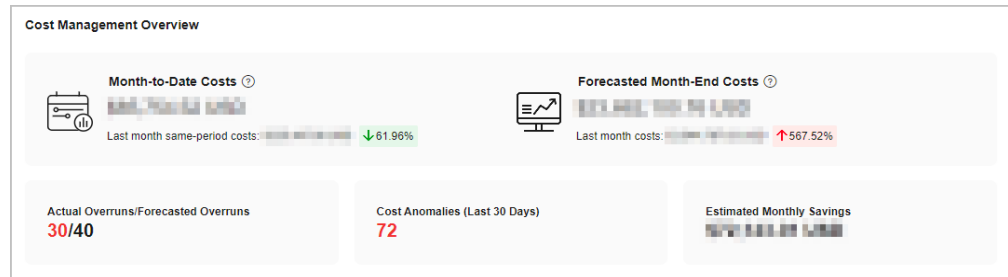 Cost Management Overview
Month-to-Date Costs ?
Last month same-period costs: ↓61.96%
Forecasted Month-End Costs ?
Last month costs: ↑567.52%
Actual Overruns/Forecasted Overruns
30/40
Cost Anomalies (Last 30 Days)
72
Estimated Monthly Savings